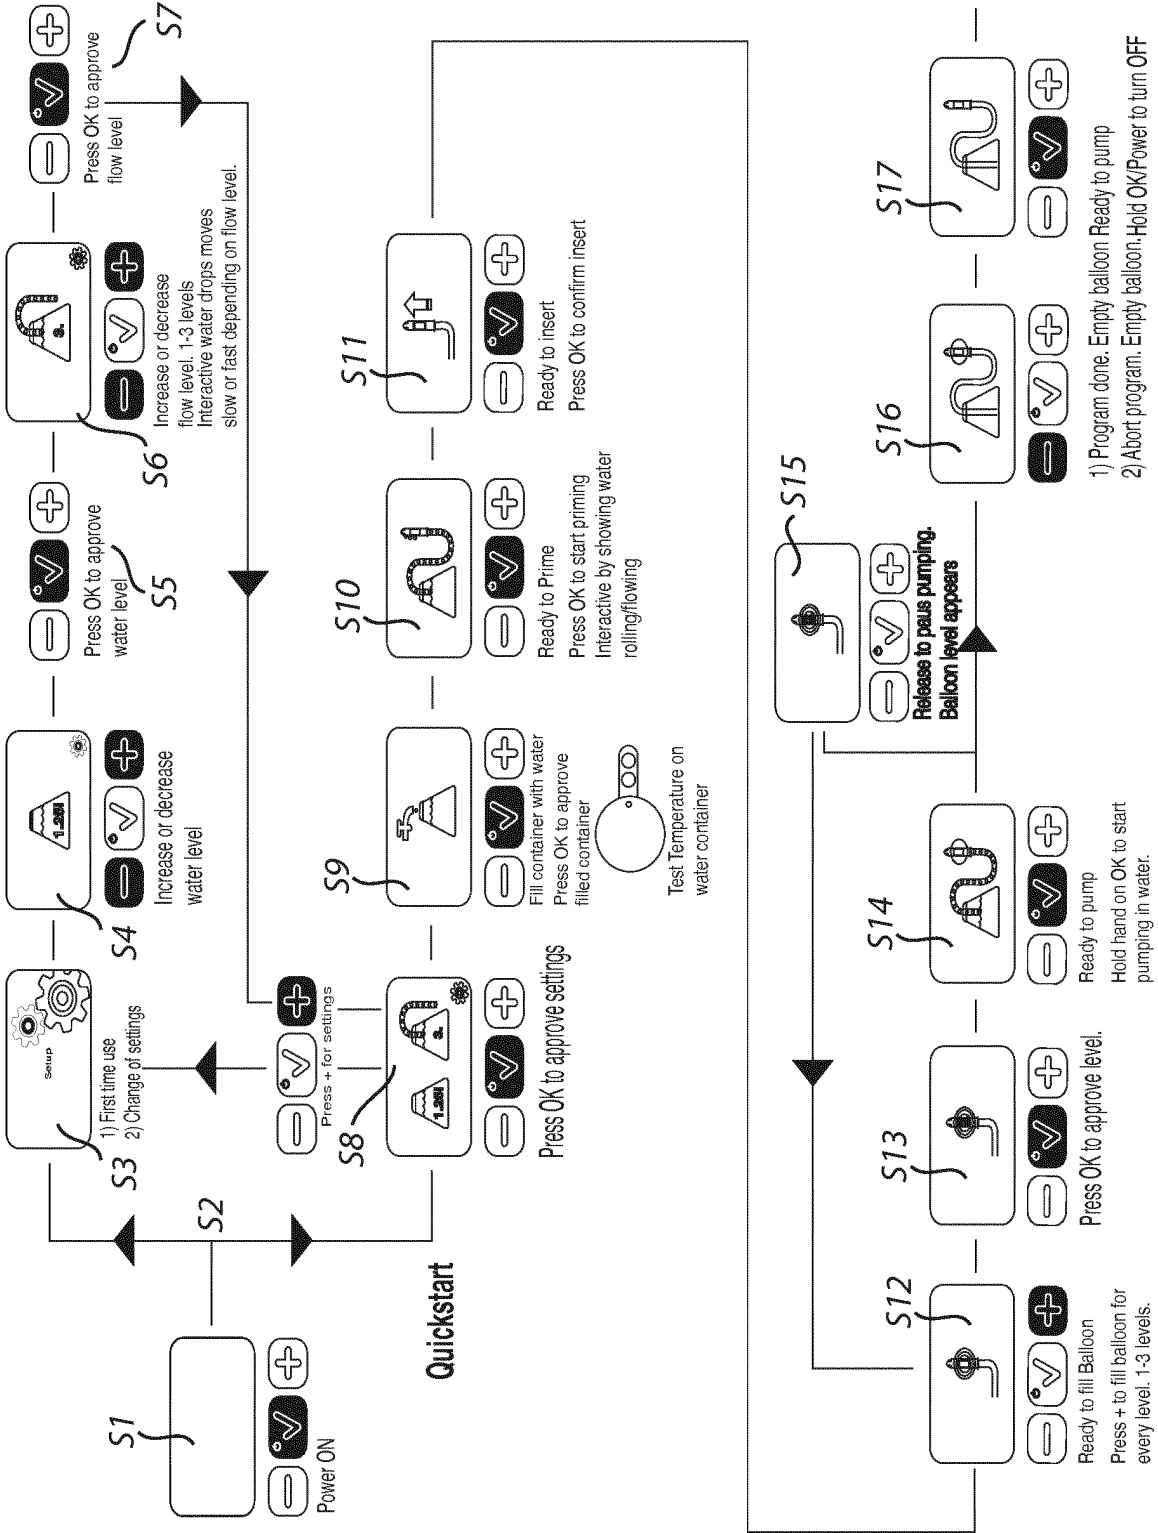 S1
Power ON
S2
Quickstart
S3
Setup
1) First time use
2) Change of settings
S4
1.25l
Increase or decrease
water level
S5
Press OK to approve
water level
S6
3.
Increase or decrease
flow level. 1-3 levels
Interactive water drops moves
slow or fast depending on flow level.
S7
Press OK to approve
flow level
Press + for settings
S8
1.25l
3.
Press OK to approve settings
S9
Fill container with water
Press OK to approve
filled container
Test Temperature on
water container
S10
Ready to Prime
Press OK to start priming
Interactive by showing water
rolling/flowing
S11
Ready to insert
Press OK to confirm insert
S12
Ready to fill Balloon
Press + to fill balloon for
every level. 1-3 levels.
S13
Press OK to approve level.
S14
Ready to pump
Hold hand on OK to start
pumping in water.
S15
Release to paus pumping.
Balloon level appears
S16
S17
1) Program done. Empty balloon Ready to pump
2) Abort program. Empty balloon. Hold OK/Power to turn OFF